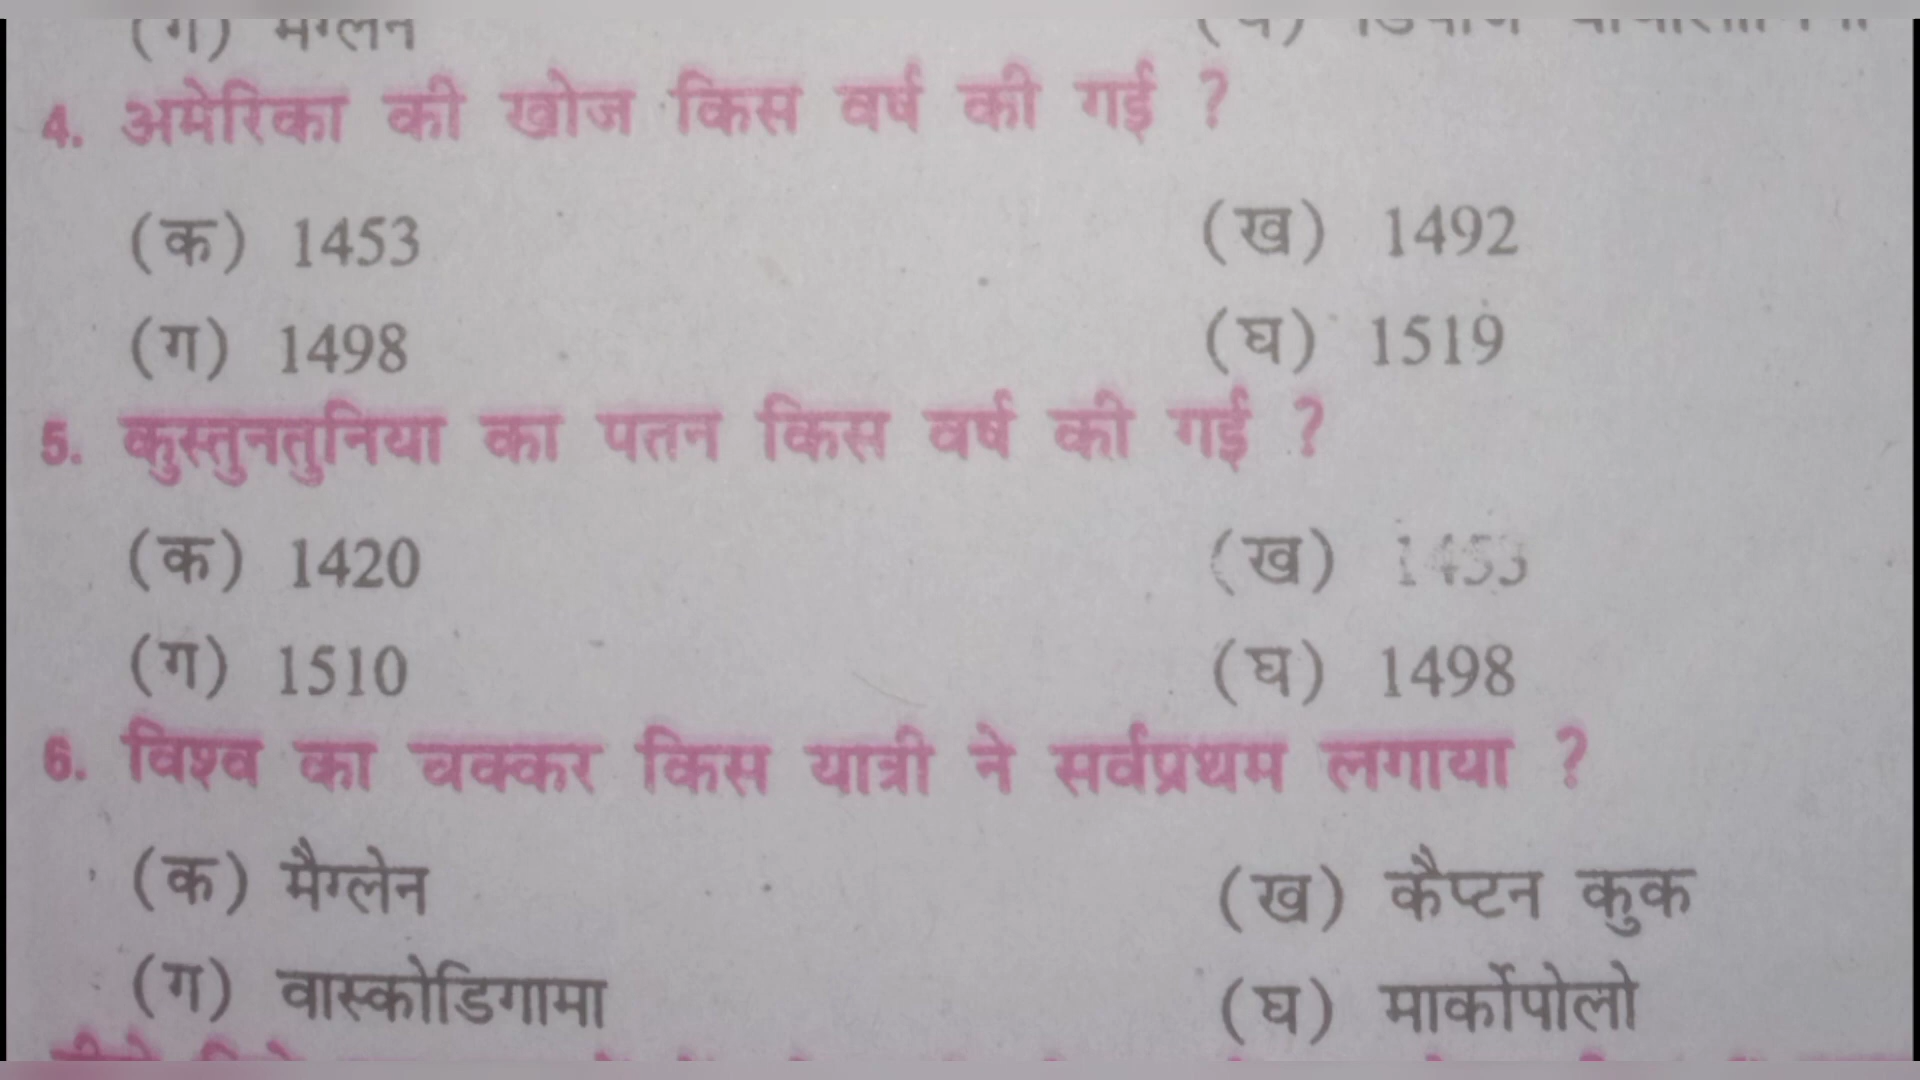 (ग) मैग्लेन
4. अमेरिका की खोज किस वर्ष की गई ?
(क) 1453 (ख) 1492
(ग) 1498 (घ) 1519
5. कुस्तुनतुनिया का पतन किस वर्ष की गई ?
(क) 1420 (ख) 1453
(ग) 1510 (घ) 1498
6. विश्व का चक्कर किस यात्री ने सर्वप्रथम लगाया ?
(क) मैग्लेन (ख) कैप्टन कुक
(ग) वास्कोडिगामा (घ) मार्कोपोलो